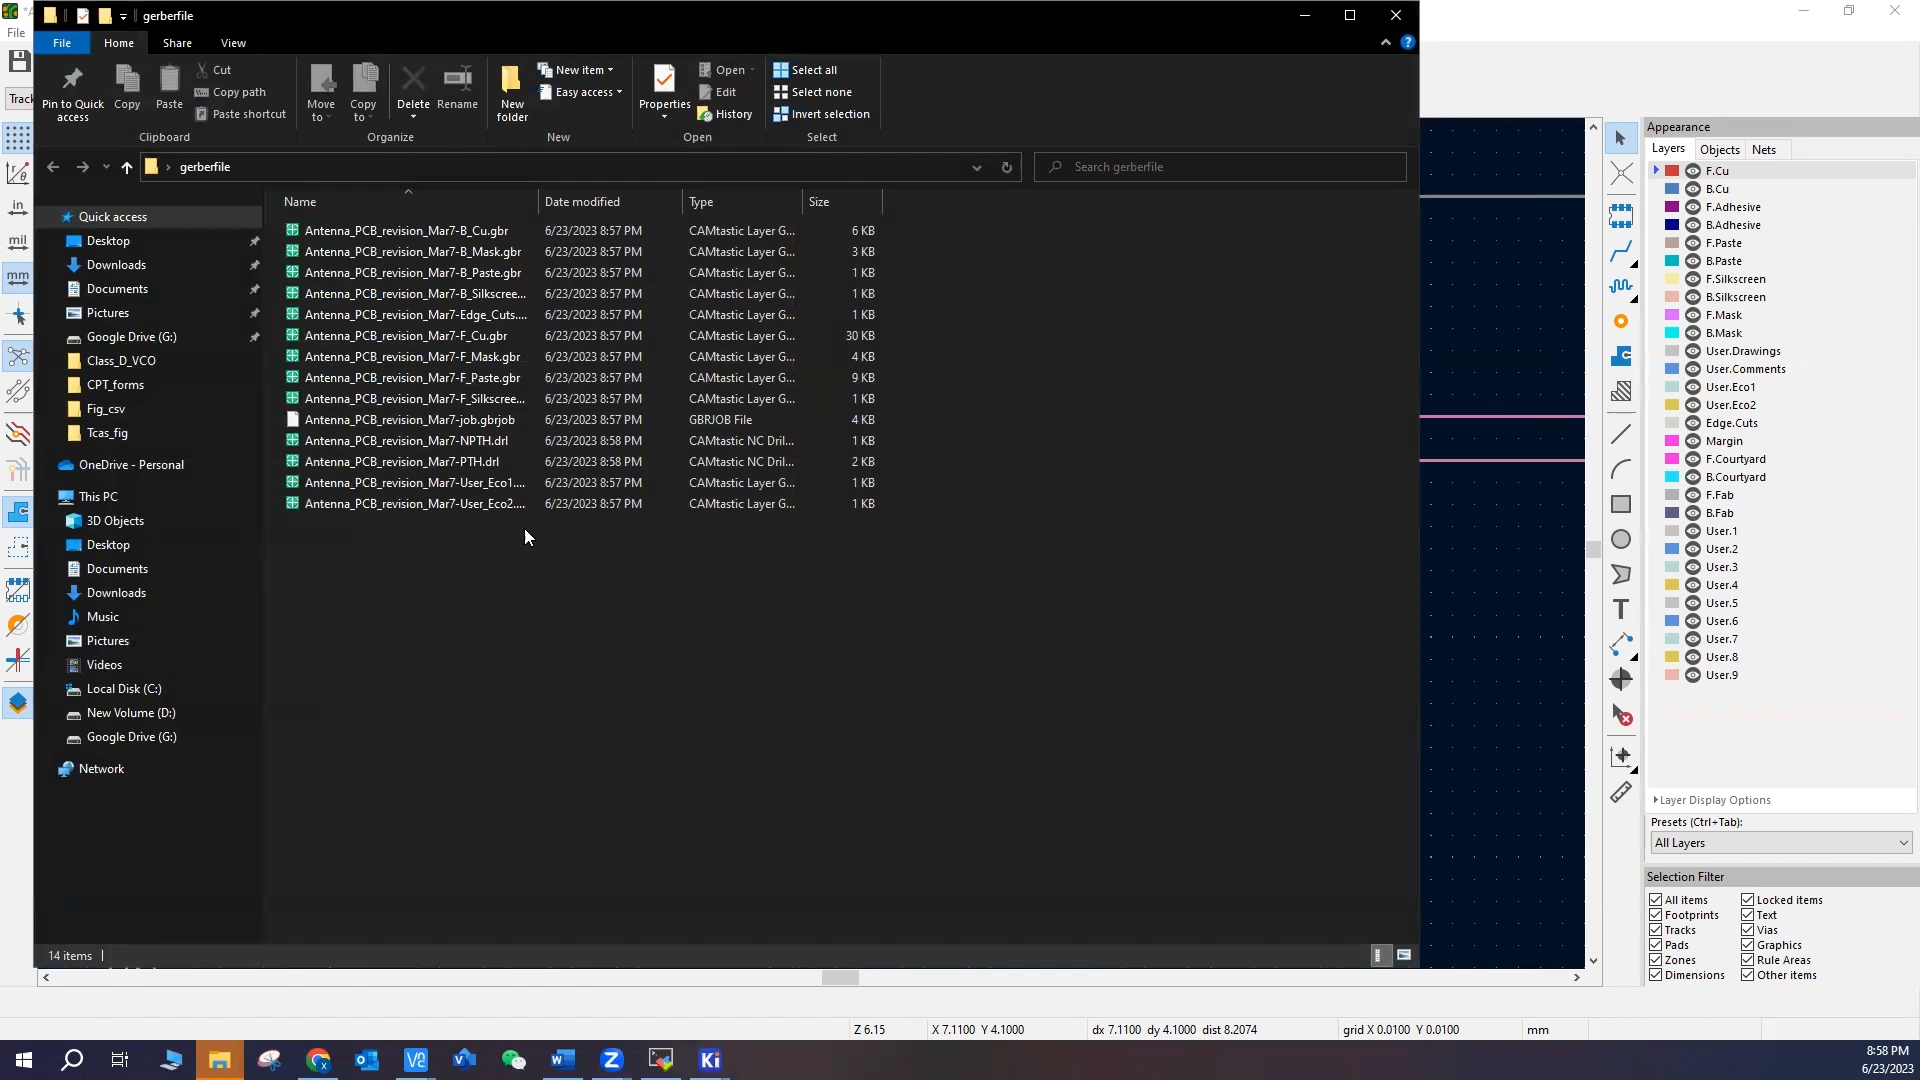 gerberfile
File
File Home Share View
Pin to Quick access
Copy
Paste
Cut
Copy path
Paste shortcut
Clipboard
Move to
Copy to
Delete
Rename
Organize
New folder
New item
Easy access
New
Properties
Open
Edit
History
Open
Select all
Select none
Invert selection
Select
Track
gerberfile
Search gerberfile
Name Date modified Type Size
Antenna_PCB_revision_Mar7-B_Cu.gbr 6/23/2023 8:57 PM CAMtastic Layer G... 6 KB
Antenna_PCB_revision_Mar7-B_Mask.gbr 6/23/2023 8:57 PM CAMtastic Layer G... 3 KB
Antenna_PCB_revision_Mar7-B_Paste.gbr 6/23/2023 8:57 PM CAMtastic Layer G... 1 KB
Antenna_PCB_revision_Mar7-B_Silkscree... 6/23/2023 8:57 PM CAMtastic Layer G... 1 KB
Antenna_PCB_revision_Mar7-Edge_Cuts.... 6/23/2023 8:57 PM CAMtastic Layer G... 1 KB
Antenna_PCB_revision_Mar7-F_Cu.gbr 6/23/2023 8:57 PM CAMtastic Layer G... 30 KB
Antenna_PCB_revision_Mar7-F_Mask.gbr 6/23/2023 8:57 PM CAMtastic Layer G... 4 KB
Antenna_PCB_revision_Mar7-F_Paste.gbr 6/23/2023 8:57 PM CAMtastic Layer G... 9 KB
Antenna_PCB_revision_Mar7-F_Silkscree... 6/23/2023 8:57 PM CAMtastic Layer G... 1 KB
Antenna_PCB_revision_Mar7-job.gbrjob 6/23/2023 8:57 PM GBRJOB File 4 KB
Antenna_PCB_revision_Mar7-NPTH.drl 6/23/2023 8:58 PM CAMtastic NC Dril... 1 KB
Antenna_PCB_revision_Mar7-PTH.drl 6/23/2023 8:58 PM CAMtastic NC Dril... 2 KB
Antenna_PCB_revision_Mar7-User_Eco1.... 6/23/2023 8:57 PM CAMtastic Layer G... 1 KB
Antenna_PCB_revision_Mar7-User_Eco2.... 6/23/2023 8:57 PM CAMtastic Layer G... 1 KB
Quick access
Desktop
Downloads
Documents
Pictures
Google Drive (G:)
Class_D_VCO
CPT_forms
Fig_csv
Tcas_fig
OneDrive - Personal
This PC
3D Objects
Desktop
Documents
Downloads
Music
Pictures
Videos
Local Disk (C:)
New Volume (D:)
Google Drive (G:)
Network
14 items
in
mil
mm
Appearance
Layers Objects Nets
F.Cu
B.Cu
F.Adhesive
B.Adhesive
F.Paste
B.Paste
F.Silkscreen
B.Silkscreen
F.Mask
B.Mask
User.Drawings
User.Comments
User.Eco1
User.Eco2
Edge.Cuts
Margin
F.Courtyard
B.Courtyard
F.Fab
B.Fab
User.1
User.2
User.3
User.4
User.5
User.6
User.7
User.8
User.9
Layer Display Options
Presets (Ctrl+Tab):
All Layers
Selection Filter
All items Locked items
Footprints Text
Tracks Vias
Pads Graphics
Zones Rule Areas
Dimensions Other items
Z 6.15 X 7.1100 Y 4.1000 dx 7.1100 dy 4.1000 dist 8.2074 grid X 0.0100 Y 0.0100 mm
8:58 PM
6/23/2023